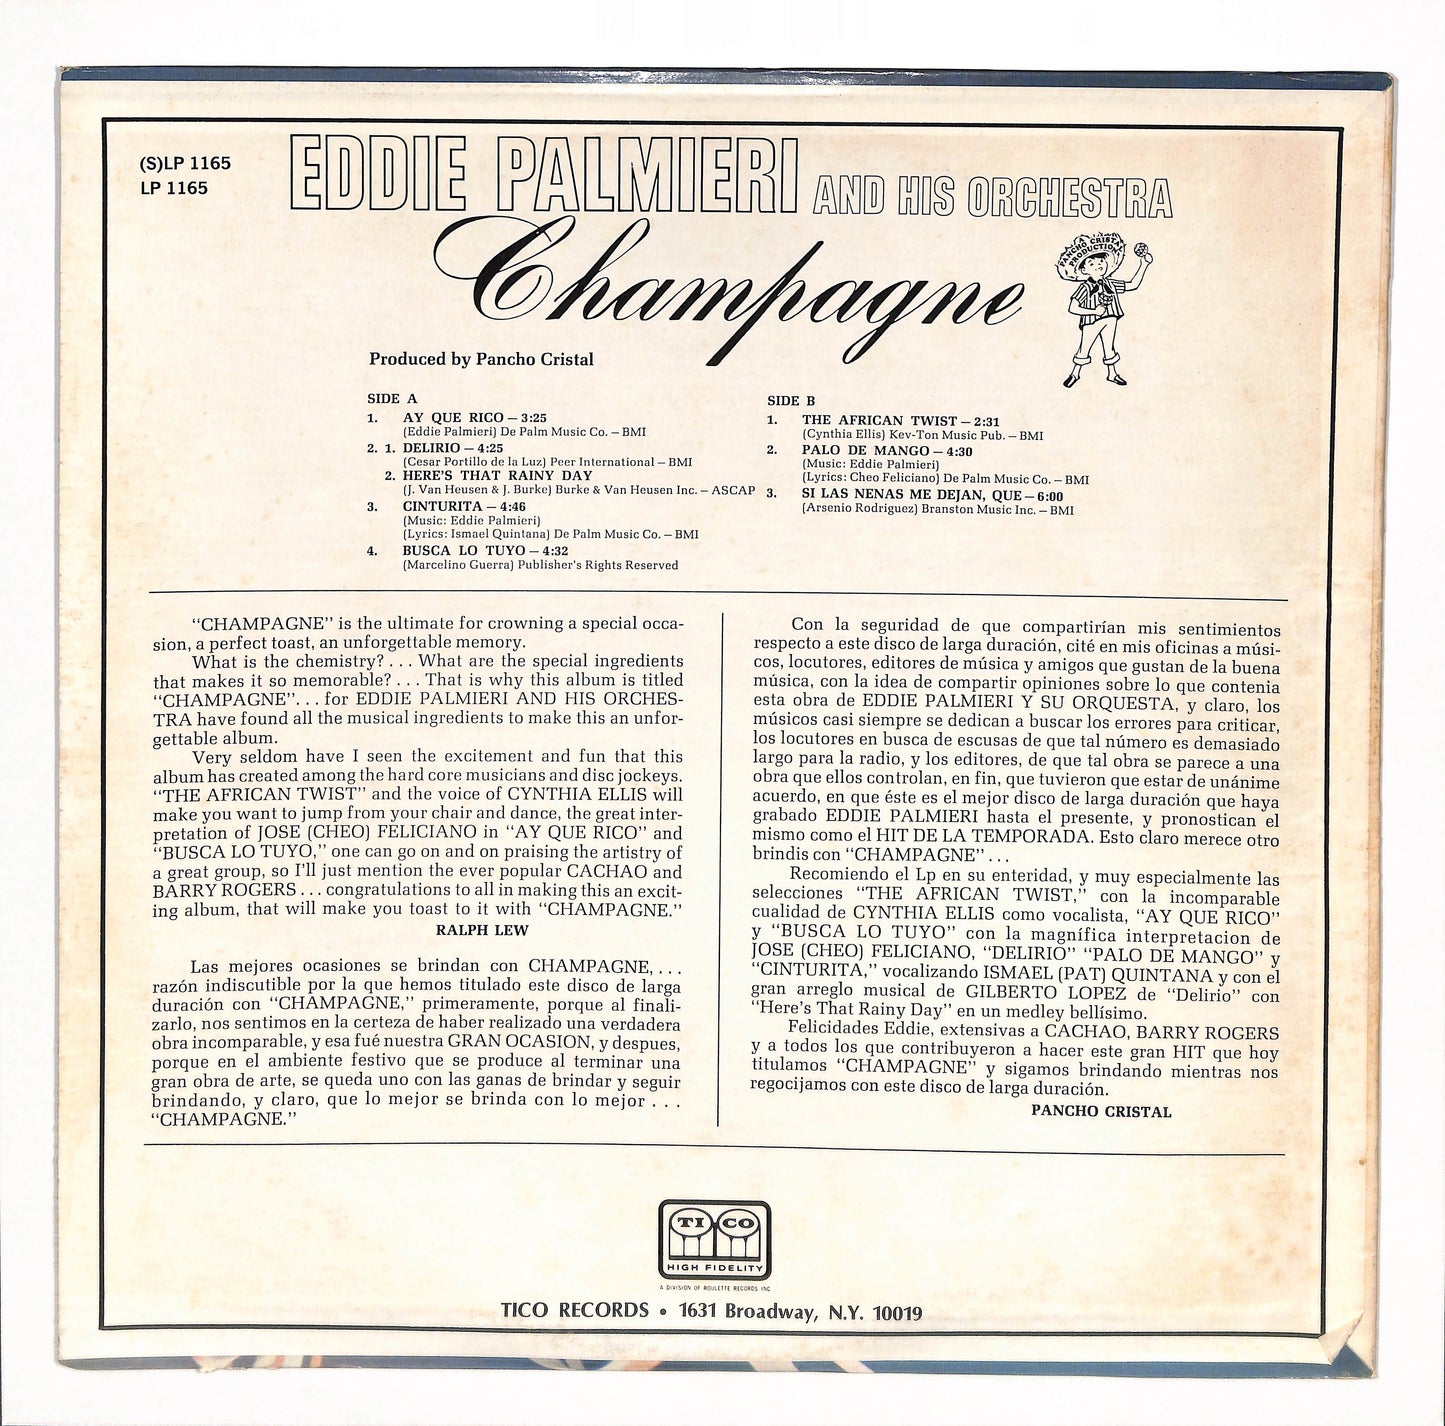 (S)LP 1165
LP 1165
EDDIE PALMIERI AND HIS ORCHESTRA
Champagne
PANCHO CRISTAL
PRODUCTIONS
Produced by Pancho Cristal
SIDE A
1. AY QUE RICO – 3:25
(Eddie Palmieri) De Palm Music Co. – BMI
2. 1. DELIRIO – 4:25
(Cesar Portillo de la Luz) Peer International – BMI
2. HERE'S THAT RAINY DAY
(J. Van Heusen & J. Burke) Burke & Van Heusen Inc. – ASCAP
3. CINTURITA – 4:46
(Music: Eddie Palmieri)
(Lyrics: Ismael Quintana) De Palm Music Co. – BMI
4. BUSCA LO TUYO – 4:32
(Marcelino Guerra) Publisher's Rights Reserved
SIDE B
1. THE AFRICAN TWIST – 2:31
(Cynthia Ellis) Kev-Ton Music Pub. – BMI
2. PALO DE MANGO – 4:30
(Music: Eddie Palmieri)
(Lyrics: Cheo Feliciano) De Palm Music Co. – BMI
3. SI LAS NENAS ME DEJAN, QUE – 6:00
(Arsenio Rodriguez) Branston Music Inc. – BMI
"CHAMPAGNE" is the ultimate for crowning a special occa-
sion, a perfect toast, an unforgettable memory.
What is the chemistry? . . . What are the special ingredients
that makes it so memorable? . . . That is why this album is titled
"CHAMPAGNE". . . for EDDIE PALMIERI AND HIS ORCHES-
TRA have found all the musical ingredients to make this an unfor-
gettable album.
Very seldom have I seen the excitement and fun that this
album has created among the hard core musicians and disc jockeys.
"THE AFRICAN TWIST" and the voice of CYNTHIA ELLIS will
make you want to jump from your chair and dance, the great inter-
pretation of JOSE (CHEO) FELICIANO in "AY QUE RICO" and
"BUSCA LO TUYO," one can go on and on praising the artistry of
a great group, so I'll just mention the ever popular CACHAO and
BARRY ROGERS . . . congratulations to all in making this an excit-
ing album, that will make you toast to it with "CHAMPAGNE."
RALPH LEW
Las mejores ocasiones se brindan con CHAMPAGNE, . . .
razón indiscutible por la que hemos titulado este disco de larga
duración con "CHAMPAGNE," primeramente, porque al finali-
zarlo, nos sentimos en la certeza de haber realizado una verdadera
obra incomparable, y esa fué nuestra GRAN OCASION, y despues,
porque en el ambiente festivo que se produce al terminar una
gran obra de arte, se queda uno con las ganas de brindar y seguir
brindando, y claro, que lo mejor se brinda con lo mejor . . .
"CHAMPAGNE."
Con la seguridad de que compartirían mis sentimientos
respecto a este disco de larga duración, cité en mis oficinas a músi-
cos, locutores, editores de música y amigos que gustan de la buena
música, con la idea de compartir opiniones sobre lo que contenia
esta obra de EDDIE PALMIERI Y SU ORQUESTA, y claro, los
músicos casi siempre se dedican a buscar los errores para criticar,
los locutores en busca de escusas de que tal número es demasiado
largo para la radio, y los editores, de que tal obra se parece a una
obra que ellos controlan, en fin, que tuvieron que estar de unánime
acuerdo, en que éste es el mejor disco de larga duración que haya
grabado EDDIE PALMIERI hasta el presente, y pronostican el
mismo como el HIT DE LA TEMPORADA. Esto claro merece otro
brindis con "CHAMPAGNE" . . .
Recomiendo el Lp en su enteridad, y muy especialmente las
selecciones "THE AFRICAN TWIST," con la incomparable
cualidad de CYNTHIA ELLIS como vocalista, "AY QUE RICO"
y "BUSCA LO TUYO" con la magnífica interpretacion de
JOSE (CHEO) FELICIANO, "DELIRIO" "PALO DE MANGO" y
"CINTURITA," vocalizando ISMAEL (PAT) QUINTANA y con el
gran arreglo musical de GILBERTO LOPEZ de "Delirio" con
"Here's That Rainy Day" en un medley bellísimo.
Felicidades Eddie, extensivas a CACHAO, BARRY ROGERS
y a todos los que contribuyeron a hacer este gran HIT que hoy
titulamos "CHAMPAGNE" y sigamos brindando mientras nos
regocijamos con este disco de larga duración.
PANCHO CRISTAL
TICO
HIGH FIDELITY
A DIVISION OF ROULETTE RECORDS INC
TICO RECORDS • 1631 Broadway, N.Y. 10019